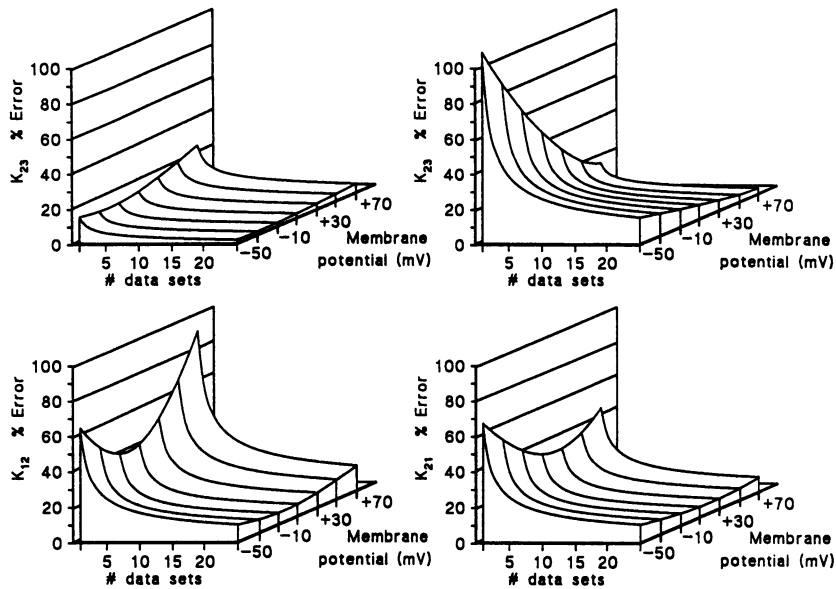 100
80
60
40
20
0
K23 % Error
5 10 15 20
# data sets
-50
-10
+30
+70
Membrane
potential (mV)
100
80
60
40
20
0
K23 % Error
5 10 15 20
# data sets
-50
-10
+30
+70
Membrane
potential (mV)
100
80
60
40
20
0
K12 % Error
5 10 15 20
# data sets
-50
-10
+30
+70
Membrane
potential (mV)
100
80
60
40
20
0
K21 % Error
5 10 15 20
# data sets
-50
-10
+30
+70
Membrane
potential (mV)